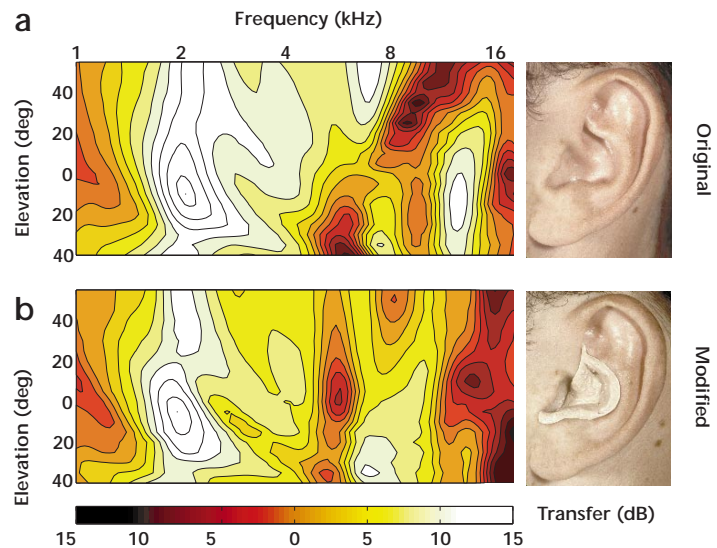 a
Frequency (kHz)
1 2 4 8 16
Elevation (deg)
40
20
0
20
40
Original
b
Elevation (deg)
40
20
0
20
40
Modified
15 10 5 0 5 10 15
Transfer (dB)